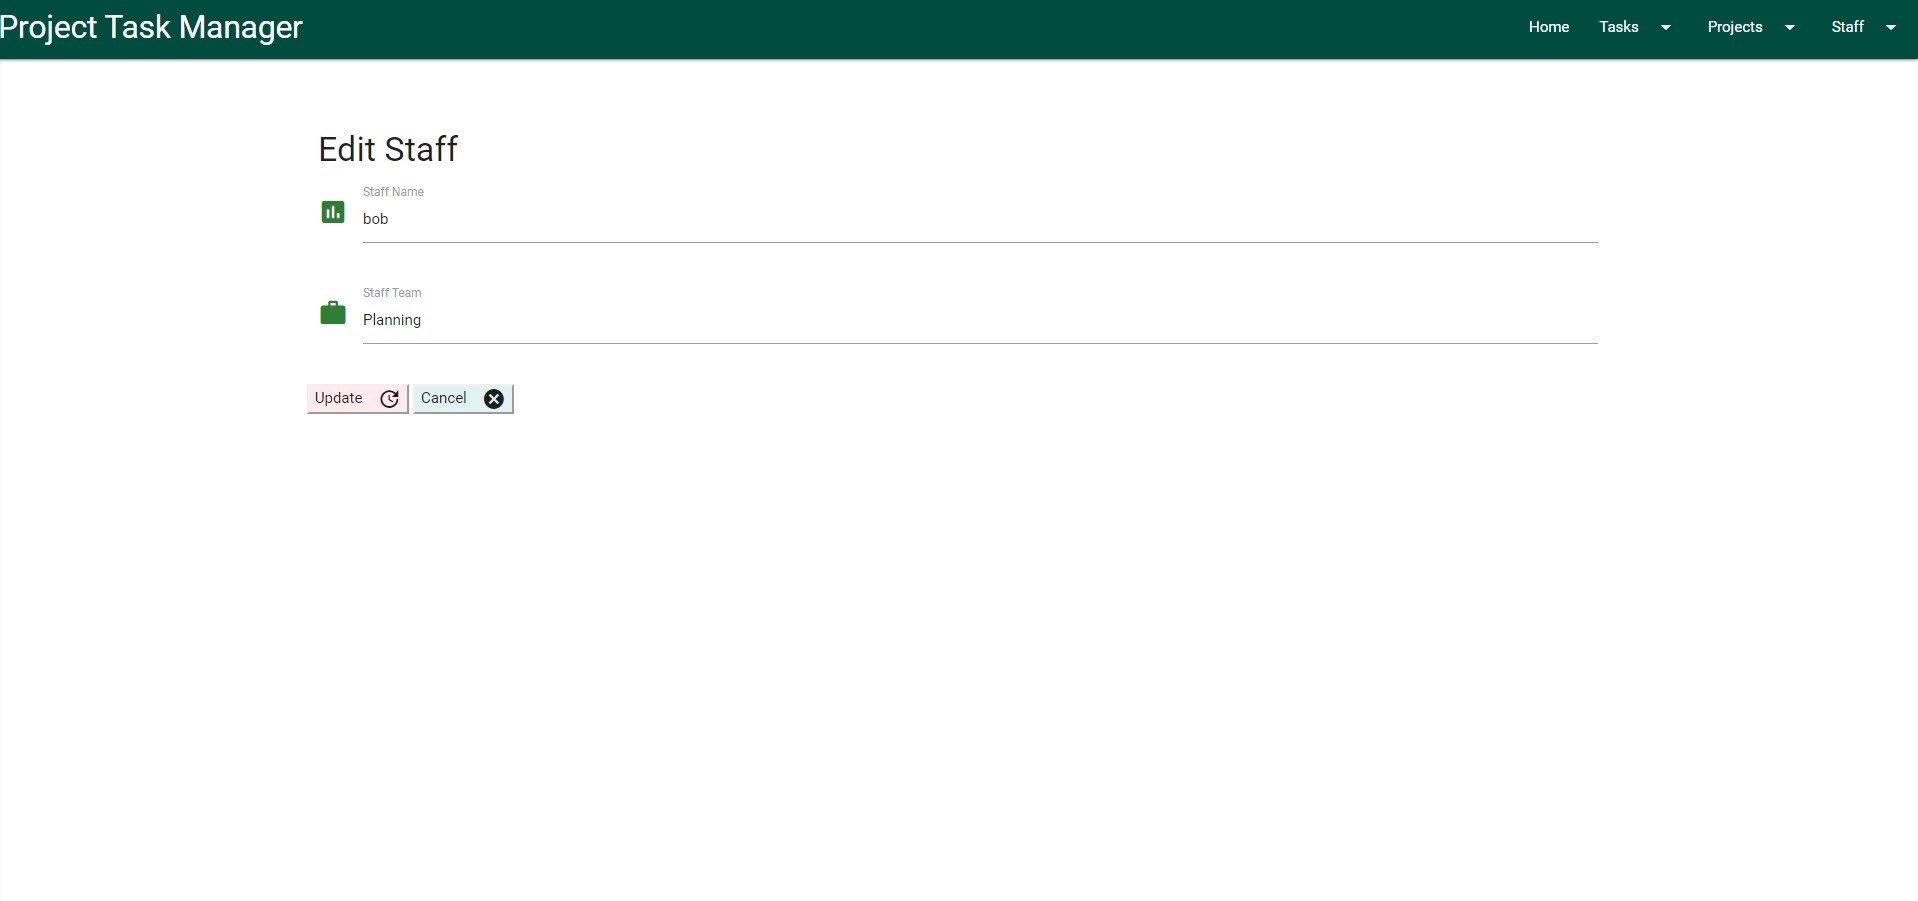 Project Task Manager
Home Tasks Projects Staff
Edit Staff
Staff Name
bob
Staff Team
Planning
Update Cancel